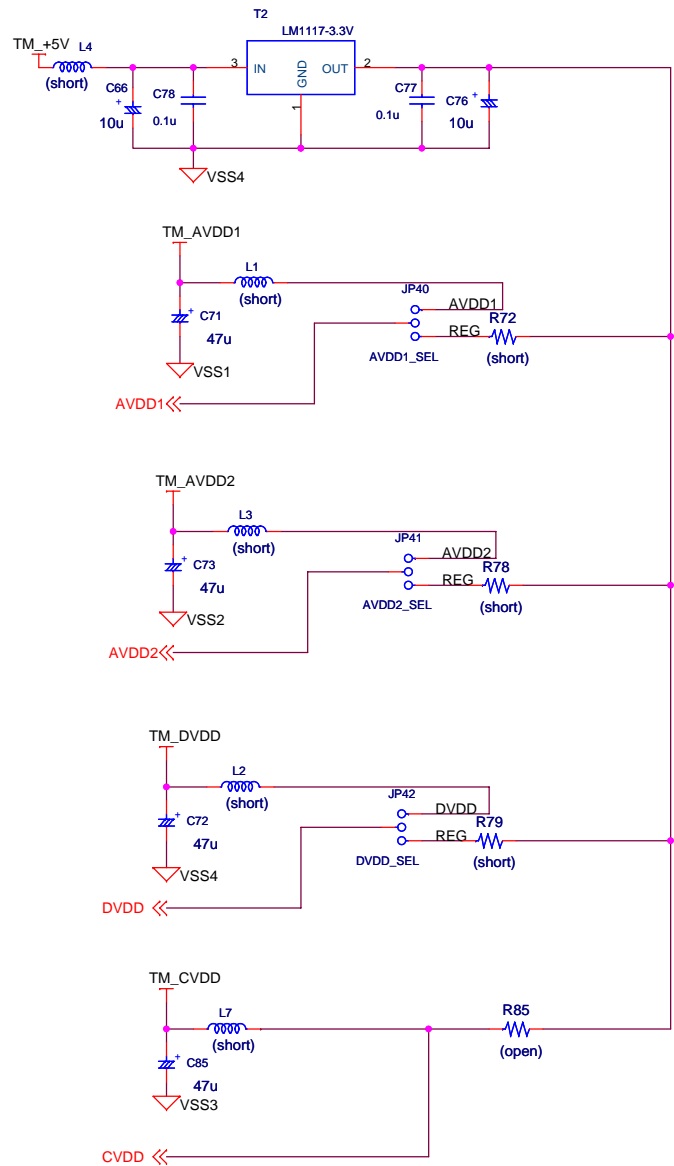 T2
LM1117-3.3V
TM_+5V
L4
(short)
3
IN
GND
OUT
2
1
C66
+
10u
C78
0.1u
C77
0.1u
C76
+
10u
VSS4
TM_AVDD1
L1
(short)
C71
+
47u
VSS1
JP40
AVDD1
REG
R72
(short)
AVDD1_SEL
AVDD1
TM_AVDD2
L3
(short)
C73
+
47u
VSS2
JP41
AVDD2
REG
R78
(short)
AVDD2_SEL
AVDD2
TM_DVDD
L2
(short)
C72
+
47u
VSS4
JP42
DVDD
REG
R79
(short)
DVDD_SEL
DVDD
TM_CVDD
L7
(short)
C85
+
47u
VSS3
R85
(open)
CVDD